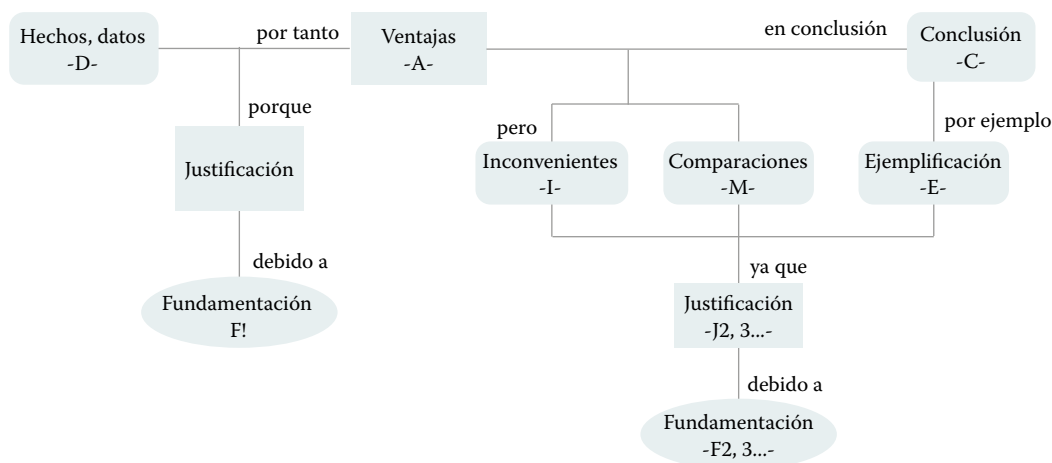 Hechos, datos
-D-
por tanto
Ventajas
-A-
en conclusión
Conclusión
-C-
porque
Justificación
debido a
Fundamentación
F!
pero
Inconvenientes
-I-
Comparaciones
-M-
por ejemplo
Ejemplificación
-E-
ya que
Justificación
-J2, 3...-
debido a
Fundamentación
-F2, 3...-